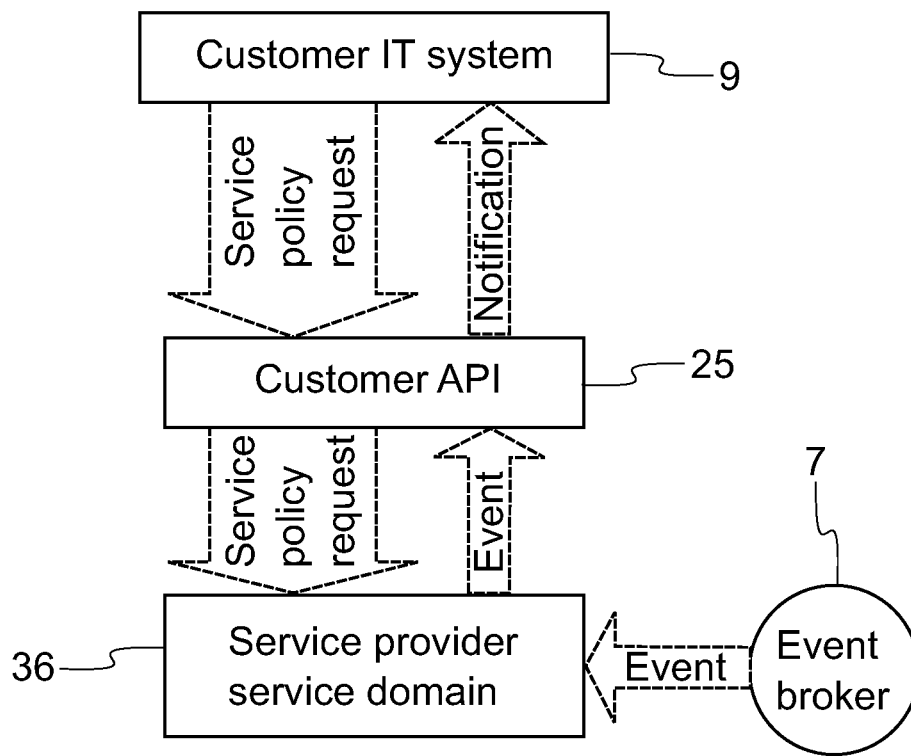 Customer IT system
9
Service
policy
request
Notification
Customer API
25
Service
policy
request
Event
7
Service provider
service domain
36
Event
Event
broker